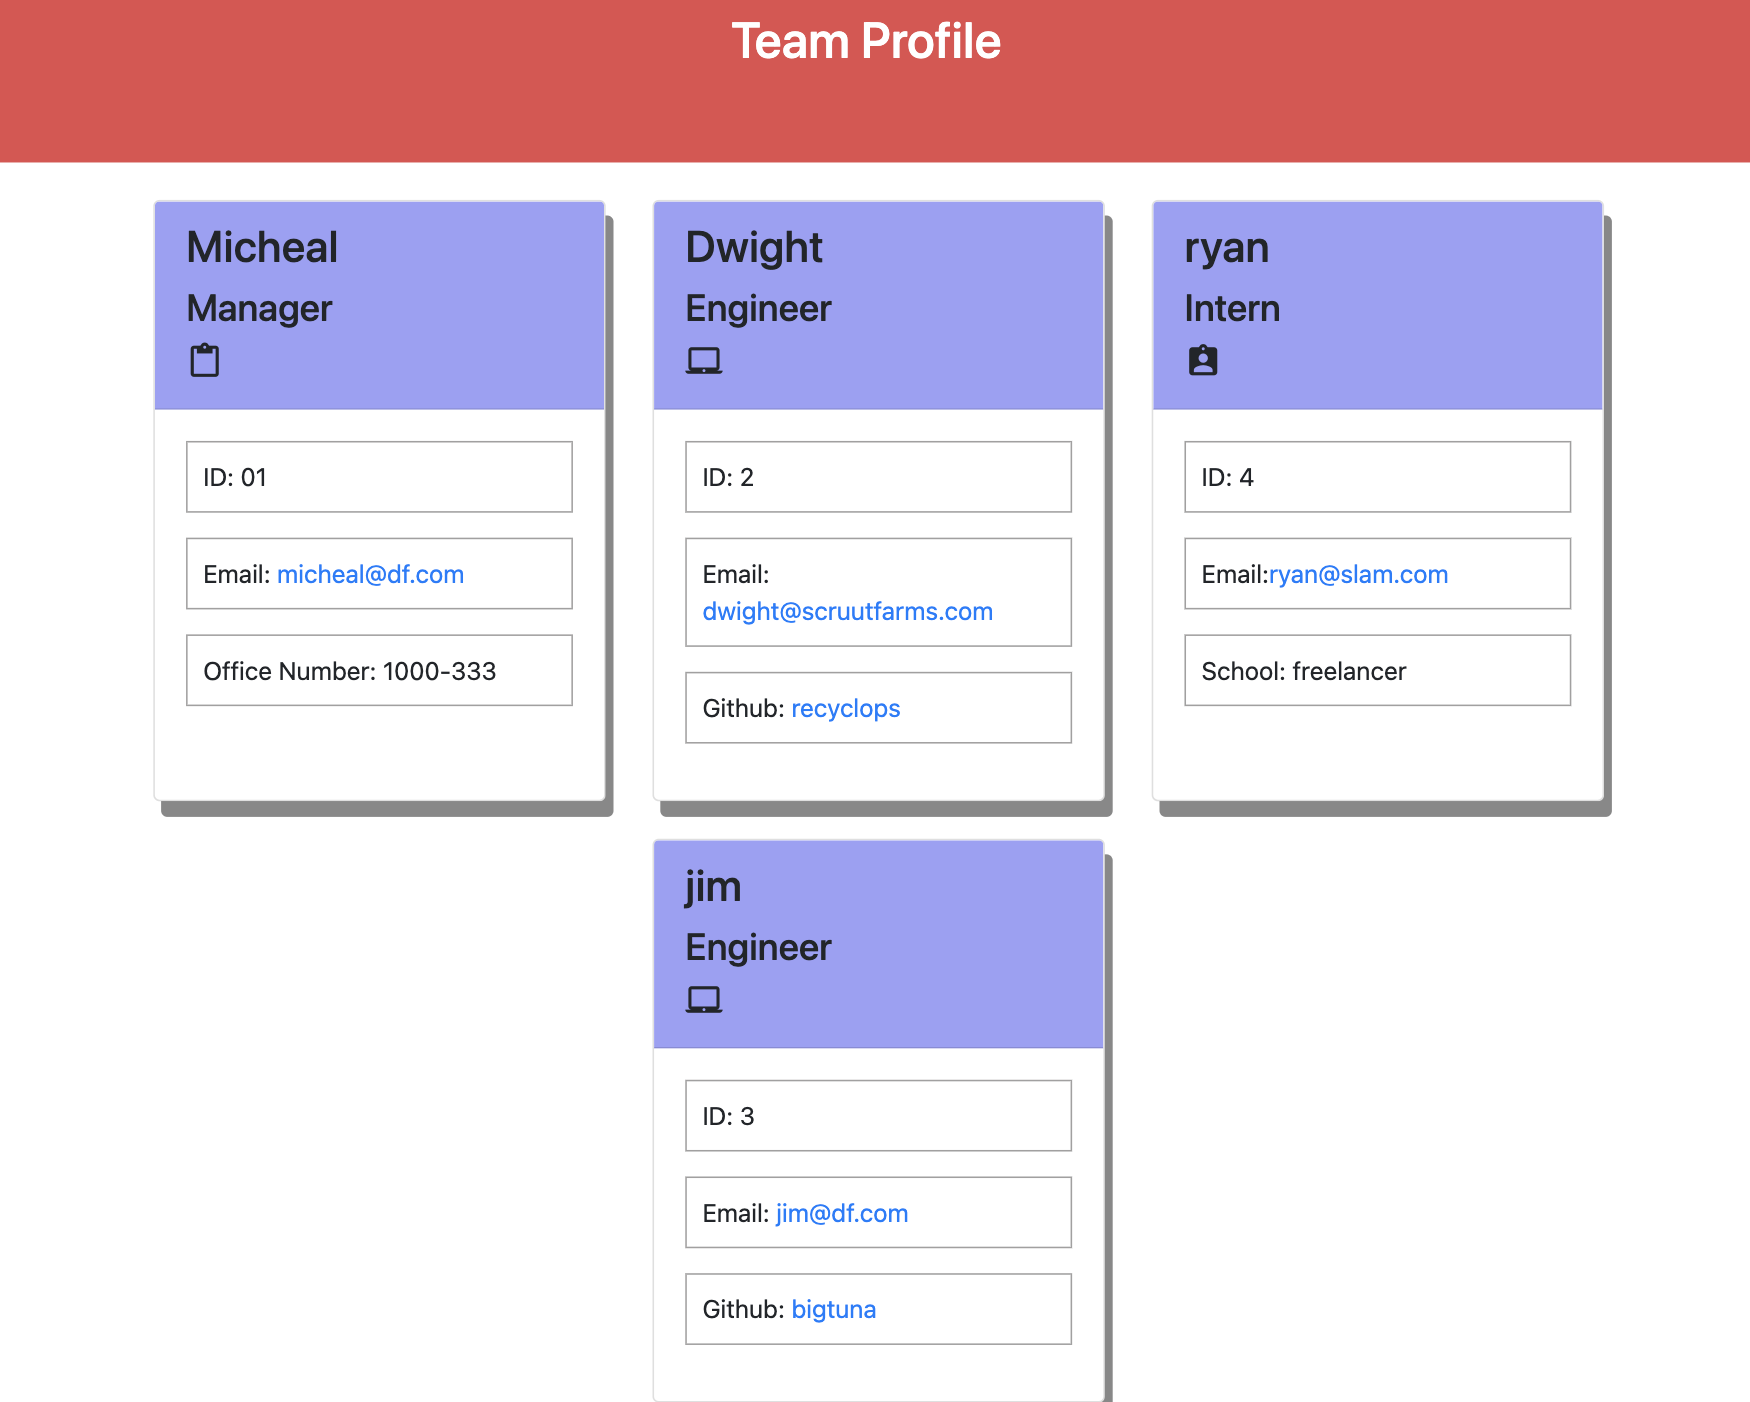 Team Profile
Micheal
Manager
ID: 01
Email: micheal@df.com
Office Number: 1000-333
Dwight
Engineer
ID: 2
Email:
dwight@scruutfarms.com
Github: recyclops
ryan
Intern
ID: 4
Email:ryan@slam.com
School: freelancer
jim
Engineer
ID: 3
Email: jim@df.com
Github: bigtuna